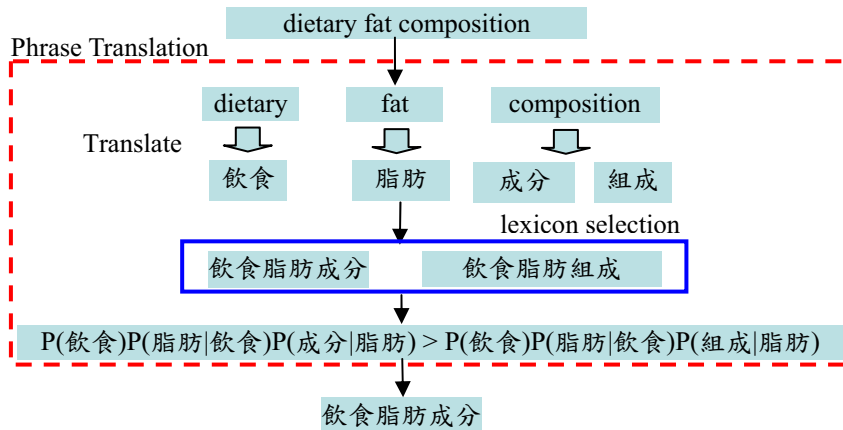 dietary fat composition
Phrase Translation
dietary fat composition
Translate
飲食 脂肪 成分 組成
lexicon selection
飲食脂肪成分 飲食脂肪組成
P(飲食)P(脂肪|飲食)P(成分|脂肪) > P(飲食)P(脂肪|飲食)P(組成|脂肪)
飲食脂肪成分